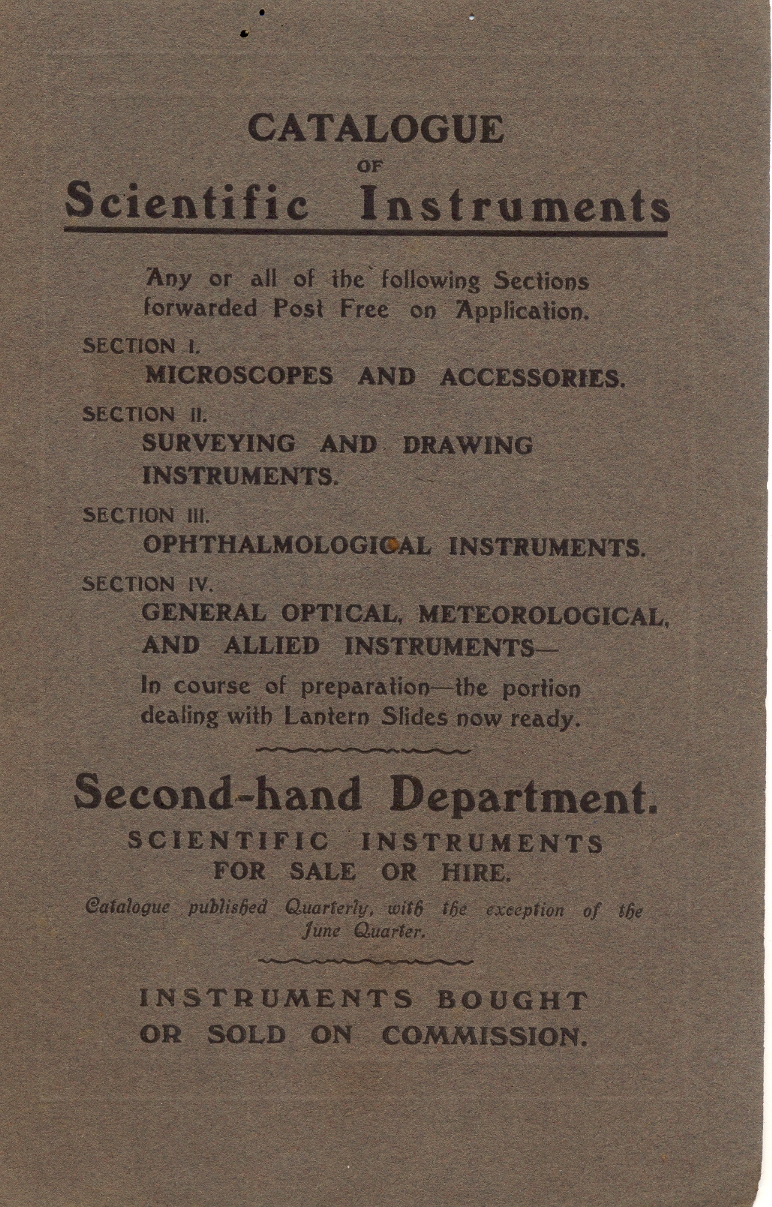 CATALOGUE
OF
Scientific Instruments
Any or all of the following Sections
forwarded Post Free on Application.
SECTION I.
MICROSCOPES AND ACCESSORIES.
SECTION II.
SURVEYING AND DRAWING
INSTRUMENTS.
SECTION III.
OPHTHALMOLOGICAL INSTRUMENTS.
SECTION IV.
GENERAL OPTICAL, METEOROLOGICAL,
AND ALLIED INSTRUMENTS—
In course of preparation—the portion
dealing with Lantern Slides now ready.
Second-hand Department.
SCIENTIFIC INSTRUMENTS
FOR SALE OR HIRE.
Catalogue published Quarterly, with the exception of the
June Quarter.
INSTRUMENTS BOUGHT
OR SOLD ON COMMISSION.